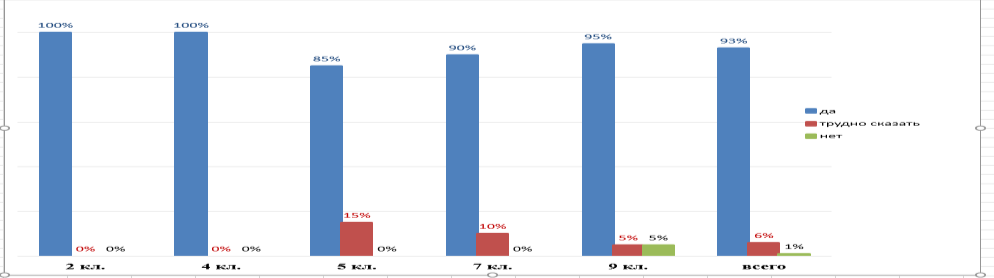 100% 100% 85% 90% 95% 93%
да
трудно сказать
нет
0% 0% 0% 0% 15% 0% 10% 0% 5% 5% 6% 1%
2 кл. 4 кл. 5 кл. 7 кл. 9 кл. всего